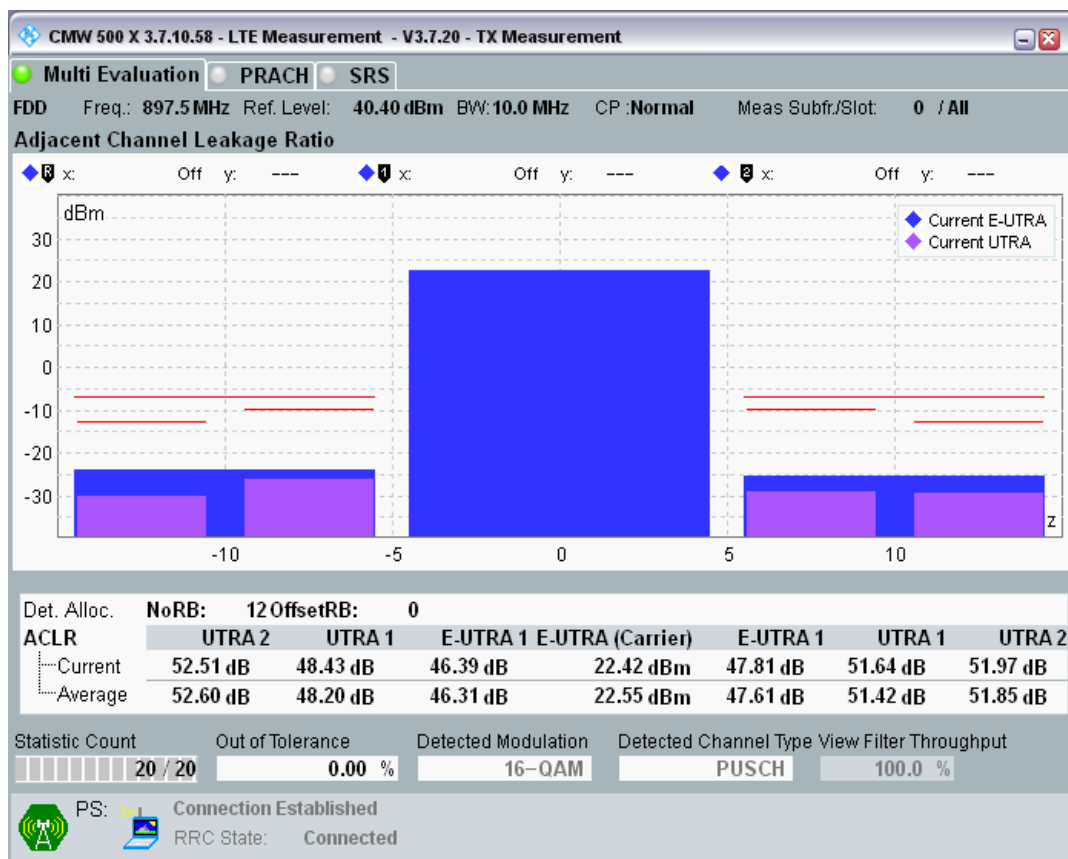 CMW 500 X 3.7.10.58 - LTE Measurement - V3.7.20 - TX Measurement
Multi Evaluation PRACH SRS
FDD Freq.: 897.5 MHz Ref. Level: 40.40 dBm BW: 10.0 MHz CP :Normal Meas Subfr./Slot: 0 / All
Adjacent Channel Leakage Ratio
R x: Off y: --- 1 x: Off y: --- 2 x: Off y: ---
dBm
Current E-UTRA
Current UTRA
30
20
10
0
-10
-20
-30
z
-10 -5 0 5 10
Det. Alloc. NoRB: 12 OffsetRB: 0
ACLR UTRA 2 UTRA 1 E-UTRA 1 E-UTRA (Carrier) E-UTRA 1 UTRA 1 UTRA 2
Current 52.51 dB 48.43 dB 46.39 dB 22.42 dBm 47.81 dB 51.64 dB 51.97 dB
Average 52.60 dB 48.20 dB 46.31 dB 22.55 dBm 47.61 dB 51.42 dB 51.85 dB
Statistic Count Out of Tolerance Detected Modulation Detected Channel Type View Filter Throughput
20 / 20 0.00 % 16-QAM PUSCH 100.0 %
PS: Connection Established
RRC State: Connected